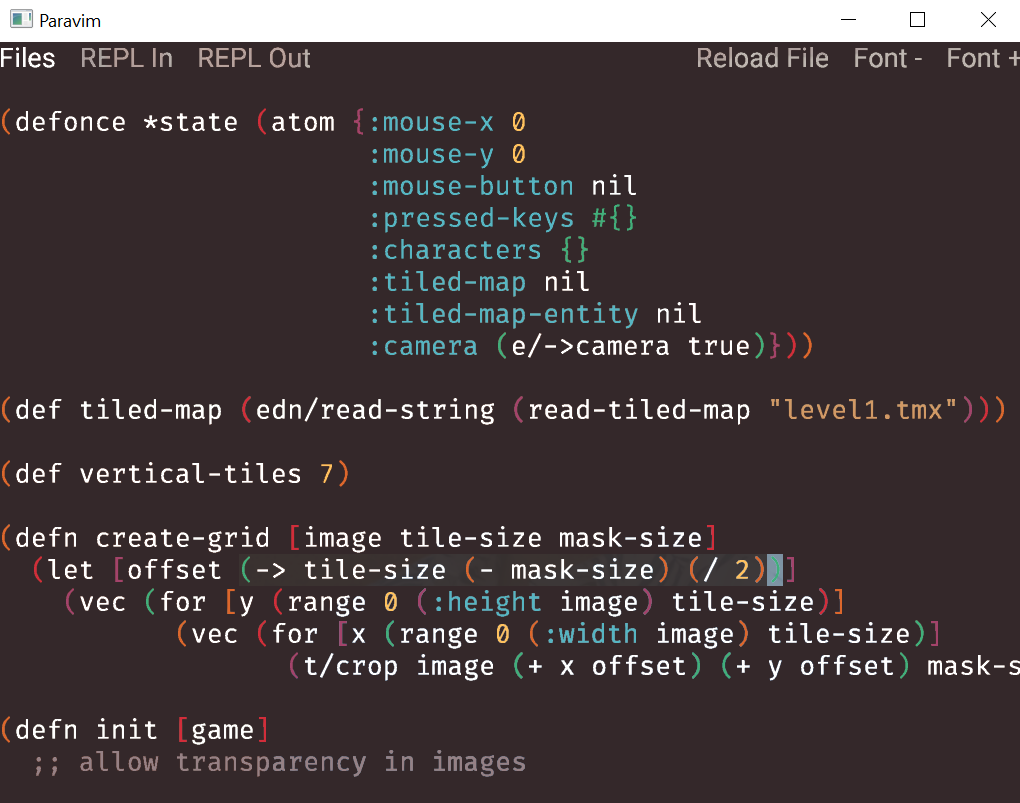 Paravim
Files REPL In REPL Out Reload File Font - Font +
(defonce *state (atom {:mouse-x 0
:mouse-y 0
:mouse-button nil
:pressed-keys #{}
:characters {}
:tiled-map nil
:tiled-map-entity nil
:camera (e/->camera true)}))
(def tiled-map (edn/read-string (read-tiled-map "level1.tmx")))
(def vertical-tiles 7)
(defn create-grid [image tile-size mask-size]
(let [offset (-> tile-size (- mask-size) (/ 2))]
(vec (for [y (range 0 (:height image) tile-size)]
(vec (for [x (range 0 (:width image) tile-size)]
(t/crop image (+ x offset) (+ y offset) mask-s
(defn init [game]
;; allow transparency in images